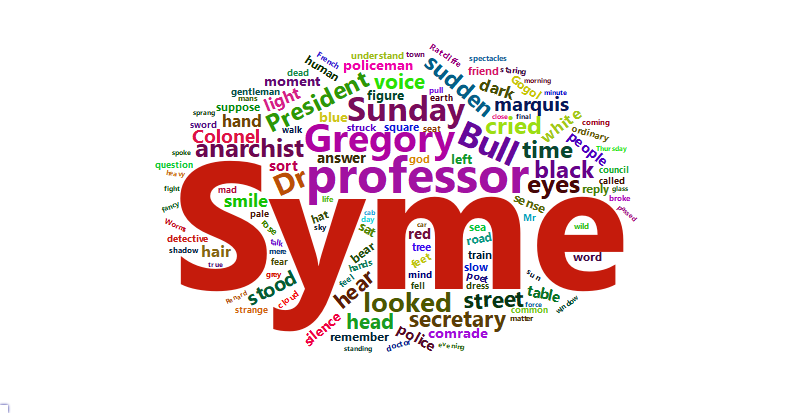 French
understand
town
Ratcliffe
spectacles
human
policeman
dead
moment
voice
sudden
friend
staring
Gogol
morning
gentleman
mans
light
President
figure
pull
earth
dark
minute
suppose
sprang
hand
blue
Sunday
marquis
close
final
white
coming
sword
walk
struck
square
seat
cried
ordinary
Colonel
Gregory
Bull
people
Thursday
spoke
anarchist
answer
god
left
time
council
question
sort
professor
black
called
heavy
Dr
eyes
reply
glass
fight
mad
life
sense
broke
fancy
smile
Syme
Mr
passed
pale
hat
cab
day
car
sea
wild
Worms
rose
sky
sat
red
road
detective
talk
tree
word
shadow
hair
mere
bear
feet
train
true
fear
hands
mind
slow
sun
grey
feel
poet
stood
hear
fell
dress
table
Renard
cloud
looked
street
window
strange
force
common
silence
head
secretary
matter
remember
police
comrade
standing
doctor
evening